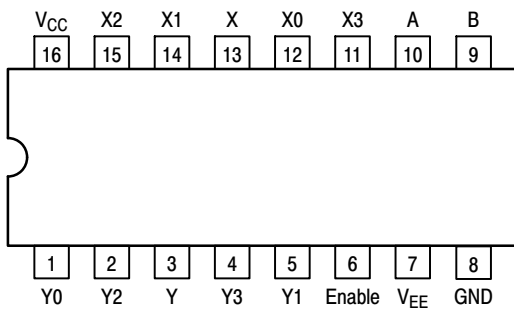 VCC X2 X1 X X0 X3 A B
16 15 14 13 12 11 10 9
1 2 3 4 5 6 7 8
Y0 Y2 Y Y3 Y1 Enable VEE GND